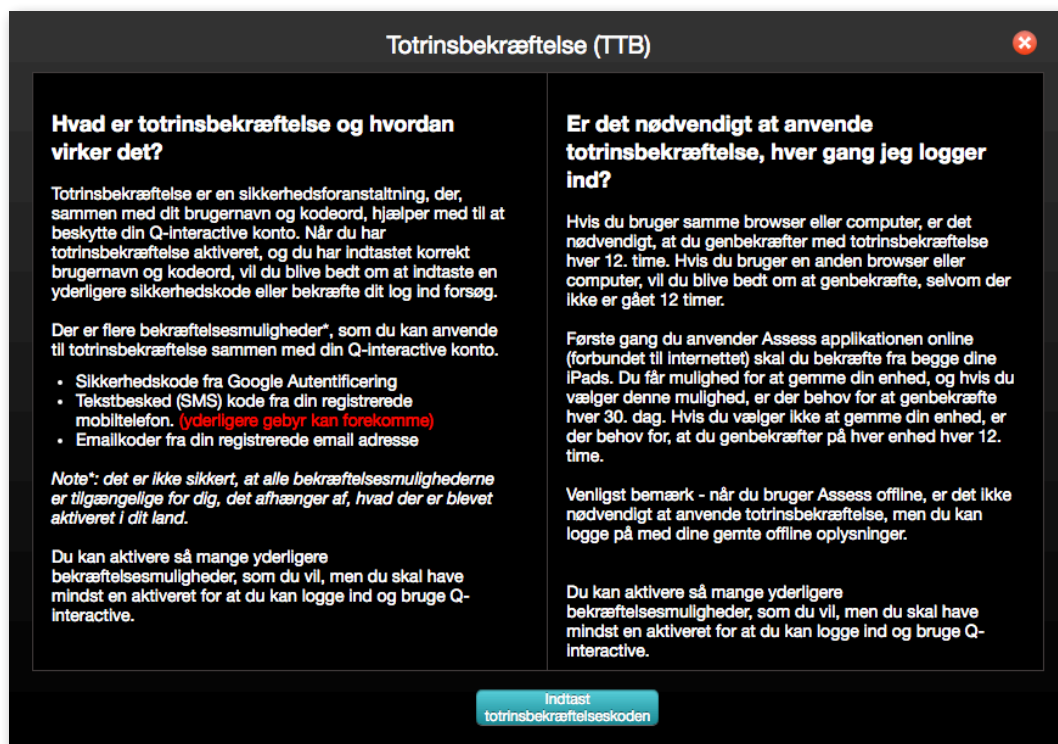 Totrinsbekræftelse (TTB)
Hvad er totrinsbekræftelse og hvordan
virker det?
Totrinsbekræftelse er en sikkerhedsforanstaltning, der,
sammen med dit brugernavn og kodeord, hjælper med til at
beskytte din Q-interactive konto. Når du har
totrinsbekræftelse aktiveret, og du har indtastet korrekt
brugernavn og kodeord, vil du blive bedt om at indtaste en
yderligere sikkerhedskode eller bekræfte dit log ind forsøg.
Der er flere bekræftelsesmuligheder*, som du kan anvende
til totrinsbekræftelse sammen med din Q-interactive konto.
• Sikkerhedskode fra Google Autentificering
• Tekstbesked (SMS) kode fra din registrerede
mobiltelefon. (yderligere gebyr kan forekomme)
• Emailkoder fra din registrerede email adresse
Note*: det er ikke sikkert, at alle bekræftelsesmulighederne
er tilgængelige for dig, det afhænger af, hvad der er blevet
aktiveret i dit land.
Du kan aktivere så mange yderligere
bekræftelsesmuligheder, som du vil, men du skal have
mindst en aktiveret for at du kan logge ind og bruge Q-
interactive.
Er det nødvendigt at anvende
totrinsbekræftelse, hver gang jeg logger
ind?
Hvis du bruger samme browser eller computer, er det
nødvendigt, at du genbekræfter med totrinsbekræftelse
hver 12. time. Hvis du bruger en anden browser eller
computer, vil du blive bedt om at genbekræfte, selvom der
ikke er gået 12 timer.
Første gang du anvender Assess applikationen online
(forbundet til internettet) skal du bekræfte fra begge dine
iPads. Du får mulighed for at gemme din enhed, og hvis du
vælger denne mulighed, er der behov for at genbekræfte
hver 30. dag. Hvis du vælger ikke at gemme din enhed, er
der behov for, at du genbekræfter på hver enhed hver 12.
time.
Venligst bemærk - når du bruger Assess offline, er det ikke
nødvendigt at anvende totrinsbekræftelse, men du kan
logge på med dine gemte offline oplysninger.
Du kan aktivere så mange yderligere
bekræftelsesmuligheder, som du vil, men du skal have
mindst en aktiveret for at du kan logge ind og bruge Q-
interactive.
Indtast
totrinsbekræftelseskoden